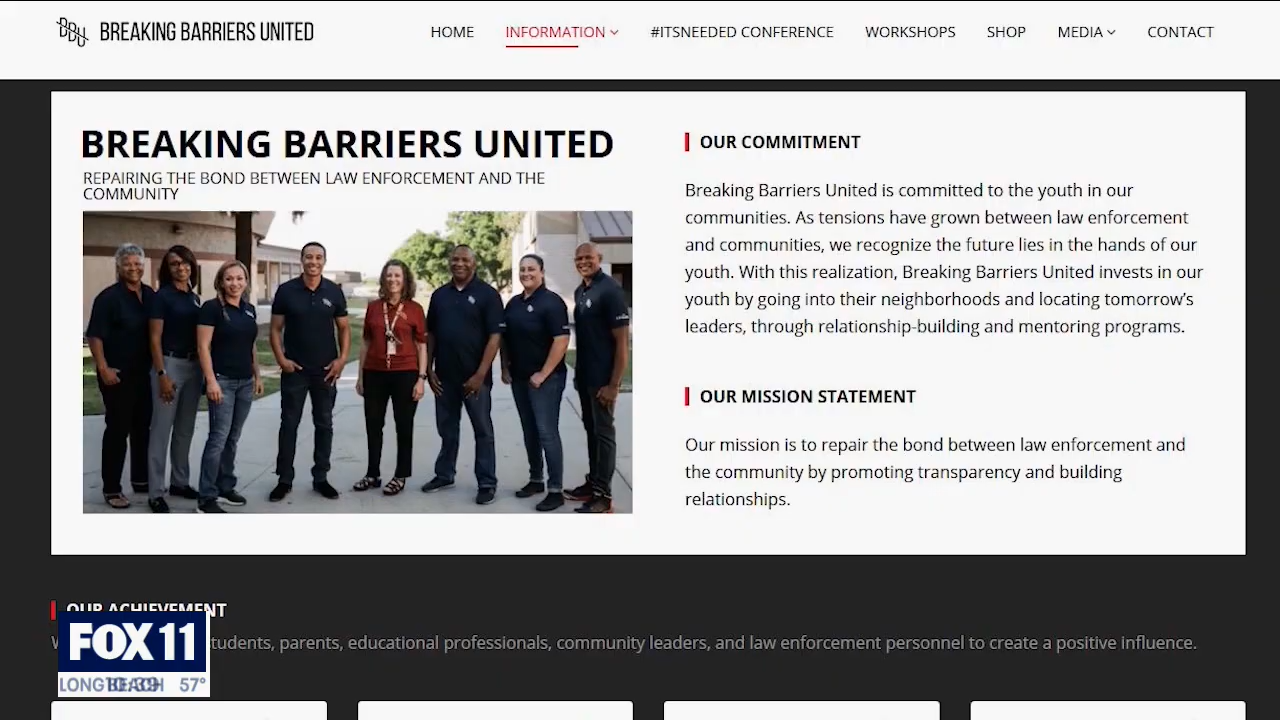 BBU BREAKING BARRIERS UNITED
HOME INFORMATION #ITSNEEDED CONFERENCE WORKSHOPS SHOP MEDIA CONTACT
BREAKING BARRIERS UNITED
REPAIRING THE BOND BETWEEN LAW ENFORCEMENT AND THE
COMMUNITY
OUR COMMITMENT
Breaking Barriers United is committed to the youth in our
communities. As tensions have grown between law enforcement
and communities, we recognize the future lies in the hands of our
youth. With this realization, Breaking Barriers United invests in our
youth by going into their neighborhoods and locating tomorrow’s
leaders, through relationship-building and mentoring programs.
OUR MISSION STATEMENT
Our mission is to repair the bond between law enforcement and
the community by promoting transparency and building
relationships.
OUR ACHIEVEMENT
tudents, parents, educational professionals, community leaders, and law enforcement personnel to create a positive influence.
FOX 11
LONG BEACH 57°